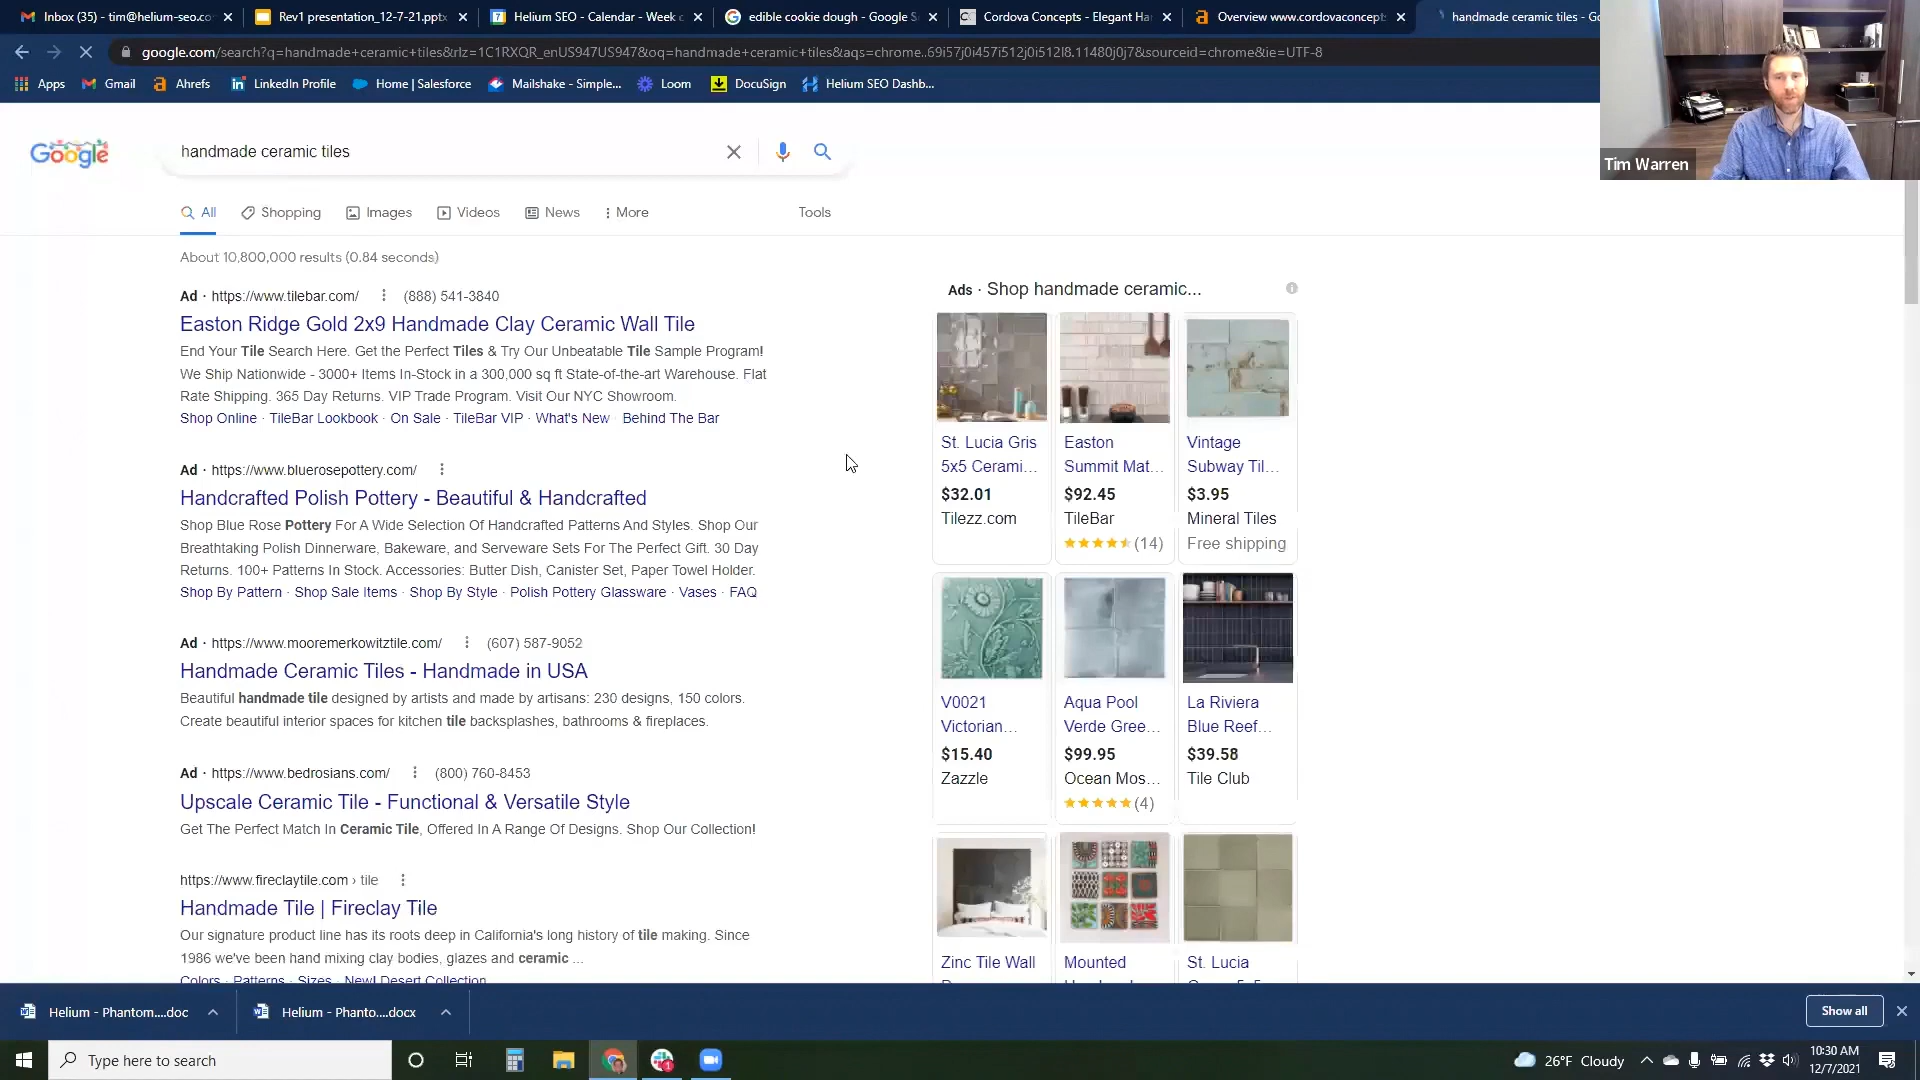 Inbox (35) - tim@helium-seo.co
Rev1 presentation_12-7-21.pptx
Helium SEO - Calendar - Week
edible cookie dough - Google S
Cordova Concepts - Elegant Ha
Overview www.cordovaconcept
handmade ceramic tiles - Go
google.com/search?q=handmade+ceramic+tiles&rlz=1C1RXQR_enUS947US947&oq=handmade+ceramic+tiles&aqs=chrome..69i57j0i457i512j0i512l8.11480j0j7&sourceid=chrome&ie=UTF-8
Apps Gmail Ahrefs LinkedIn Profile Home | Salesforce Mailshake - Simple... Loom DocuSign Helium SEO Dashb...
Tim Warren
Google
handmade ceramic tiles
All Shopping Images Videos News More Tools
About 10,800,000 results (0.84 seconds)
Ad · https://www.tilebar.com/ (888) 541-3840
Easton Ridge Gold 2x9 Handmade Clay Ceramic Wall Tile
End Your Tile Search Here. Get the Perfect Tiles & Try Our Unbeatable Tile Sample Program!
We Ship Nationwide - 3000+ Items In-Stock in a 300,000 sq ft State-of-the-art Warehouse. Flat
Rate Shipping. 365 Day Returns. VIP Trade Program. Visit Our NYC Showroom.
Shop Online · TileBar Lookbook · On Sale · TileBar VIP · What's New · Behind The Bar
Ad · https://www.bluerosepottery.com/
Handcrafted Polish Pottery - Beautiful & Handcrafted
Shop Blue Rose Pottery For A Wide Selection Of Handcrafted Patterns And Styles. Shop Our
Breathtaking Polish Dinnerware, Bakeware, and Serveware Sets For The Perfect Gift. 30 Day
Returns. 100+ Patterns In Stock. Accessories: Butter Dish, Canister Set, Paper Towel Holder.
Shop By Pattern · Shop Sale Items · Shop By Style · Polish Pottery Glassware · Vases · FAQ
Ad · https://www.mooremerkowitztile.com/ (607) 587-9052
Handmade Ceramic Tiles - Handmade in USA
Beautiful handmade tile designed by artists and made by artisans: 230 designs, 150 colors.
Create beautiful interior spaces for kitchen tile backsplashes, bathrooms & fireplaces.
Ad · https://www.bedrosians.com/ (800) 760-8453
Upscale Ceramic Tile - Functional & Versatile Style
Get The Perfect Match In Ceramic Tile, Offered In A Range Of Designs. Shop Our Collection!
https://www.fireclaytile.com › tile
Handmade Tile | Fireclay Tile
Our signature product line has its roots deep in California's long history of tile making. Since
1986 we've been hand mixing clay bodies, glazes and ceramic ...
Colors · Patterns · Sizes · New! Desert Collection
Ads · Shop handmade ceramic...
St. Lucia Gris
5x5 Cerami...
$32.01
Tilezz.com
Easton
Summit Mat...
$92.45
TileBar
(14)
Vintage
Subway Til...
$3.95
Mineral Tiles
Free shipping
V0021
Victorian...
$15.40
Zazzle
Aqua Pool
Verde Gree...
$99.95
Ocean Mos...
(4)
La Riviera
Blue Reef...
$39.58
Tile Club
Zinc Tile Wall
Mounted
St. Lucia
Helium - Phantom....doc
Helium - Phanto....docx
Show all
Type here to search
26°F Cloudy
10:30 AM
12/7/2021